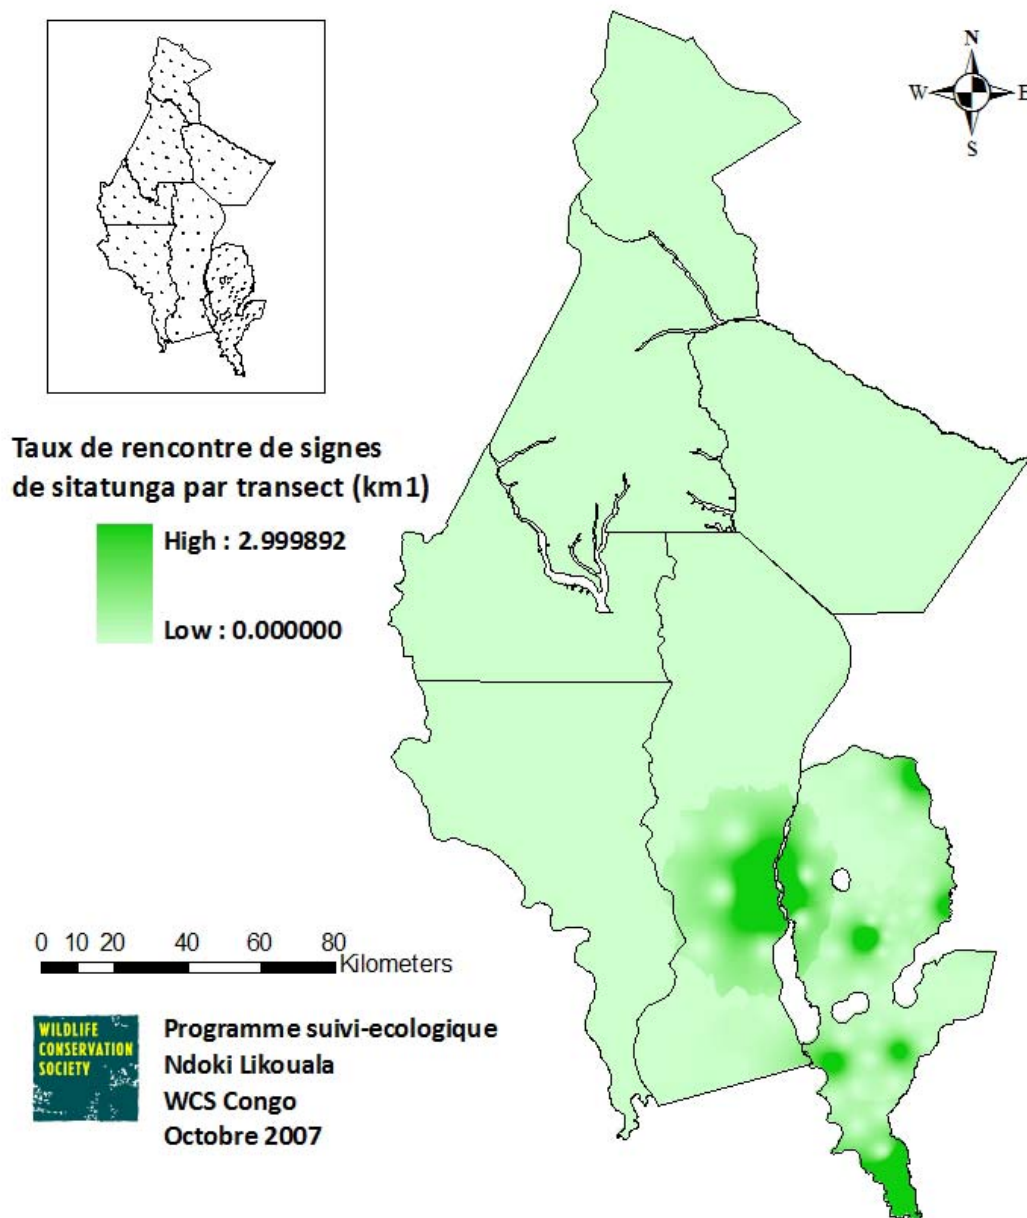 N
W E
S
Taux de rencontre de signes
de sitatunga par transect (km1)
High : 2.999892
Low : 0.000000
0 10 20 40 60 80
Kilometers
WILDLIFE
CONSERVATION
SOCIETY
Programme suivi-ecologique
Ndoki Likouala
WCS Congo
Octobre 2007